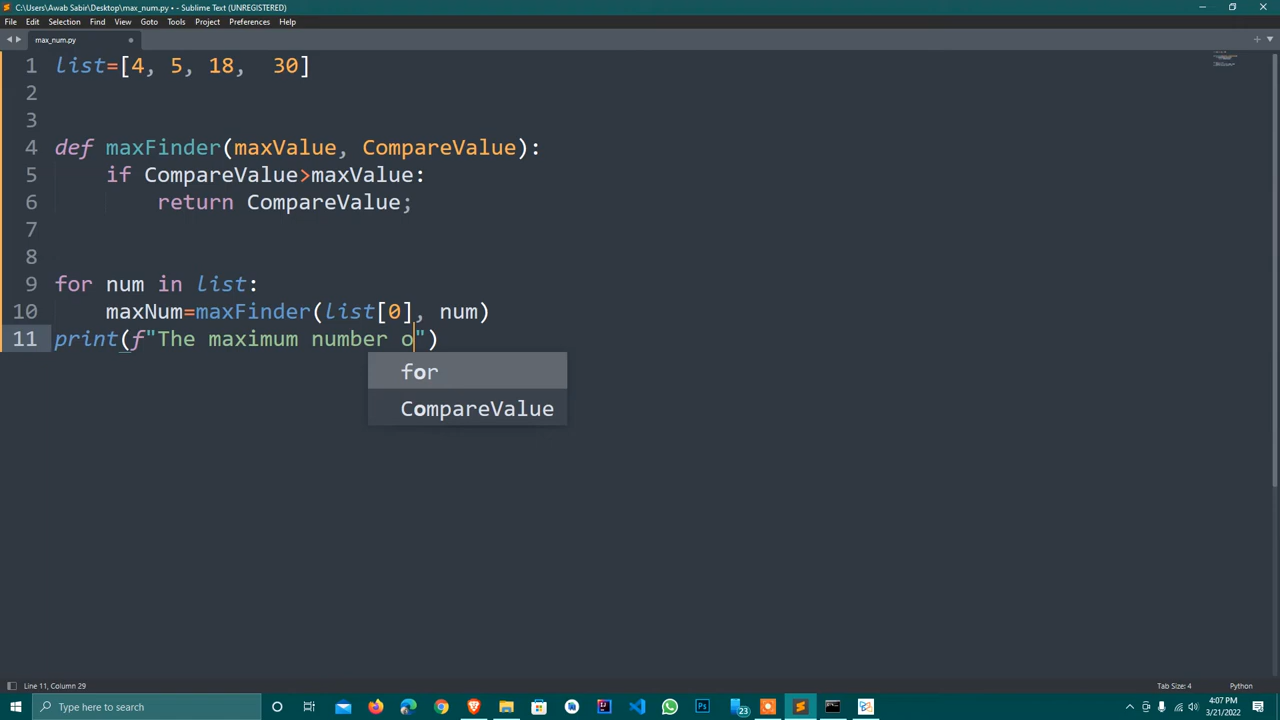 C:\Users\Awab Sabir\Desktop\max_num.py • - Sublime Text (UNREGISTERED)
File Edit Selection Find View Goto Tools Project Preferences Help
max_num.py
1 list=[4, 5, 18,  30]
2
3
4 def maxFinder(maxValue, CompareValue):
5     if CompareValue>maxValue:
6         return CompareValue;
7
8
9 for num in list:
10     maxNum=maxFinder(list[0], num)
11 print(f"The maximum number o")
for
CompareValue
Line 11, Column 29 Tab Size: 4 Python
Type here to search 23 4:07 PM
3/21/2022